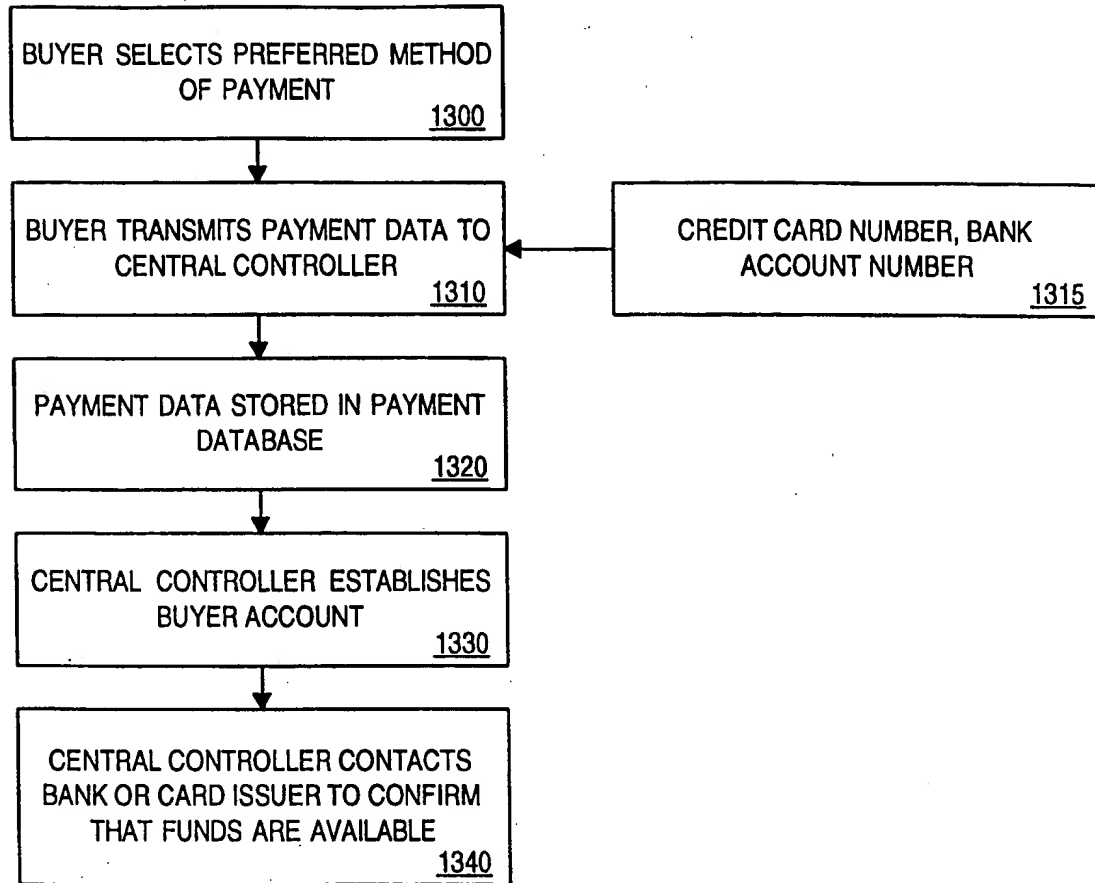 BUYER SELECTS PREFERRED METHOD
OF PAYMENT
1300
BUYER TRANSMITS PAYMENT DATA TO
CENTRAL CONTROLLER
1310
CREDIT CARD NUMBER, BANK
ACCOUNT NUMBER
1315
PAYMENT DATA STORED IN PAYMENT
DATABASE
1320
CENTRAL CONTROLLER ESTABLISHES
BUYER ACCOUNT
1330
CENTRAL CONTROLLER CONTACTS
BANK OR CARD ISSUER TO CONFIRM
THAT FUNDS ARE AVAILABLE
1340